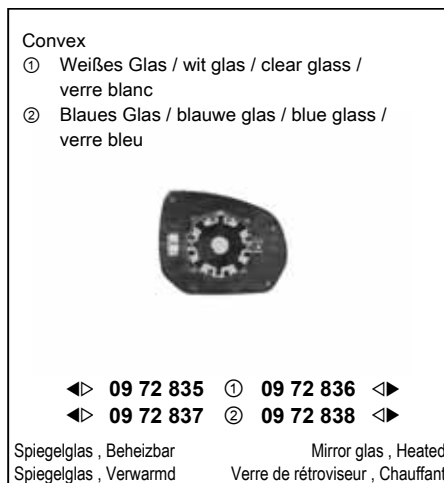 Convex
① Weißes Glas / wit glas / clear glass /
verre blanc
② Blaues Glas / blauwe glas / blue glass /
verre bleu
◀▷ 09 72 835 ① 09 72 836 ◁▶
◀▷ 09 72 837 ② 09 72 838 ◁▶
Spiegelglas , Beheizbar Mirror glas , Heated
Spiegelglas , Verwarmd Verre de rétroviseur , Chauffant